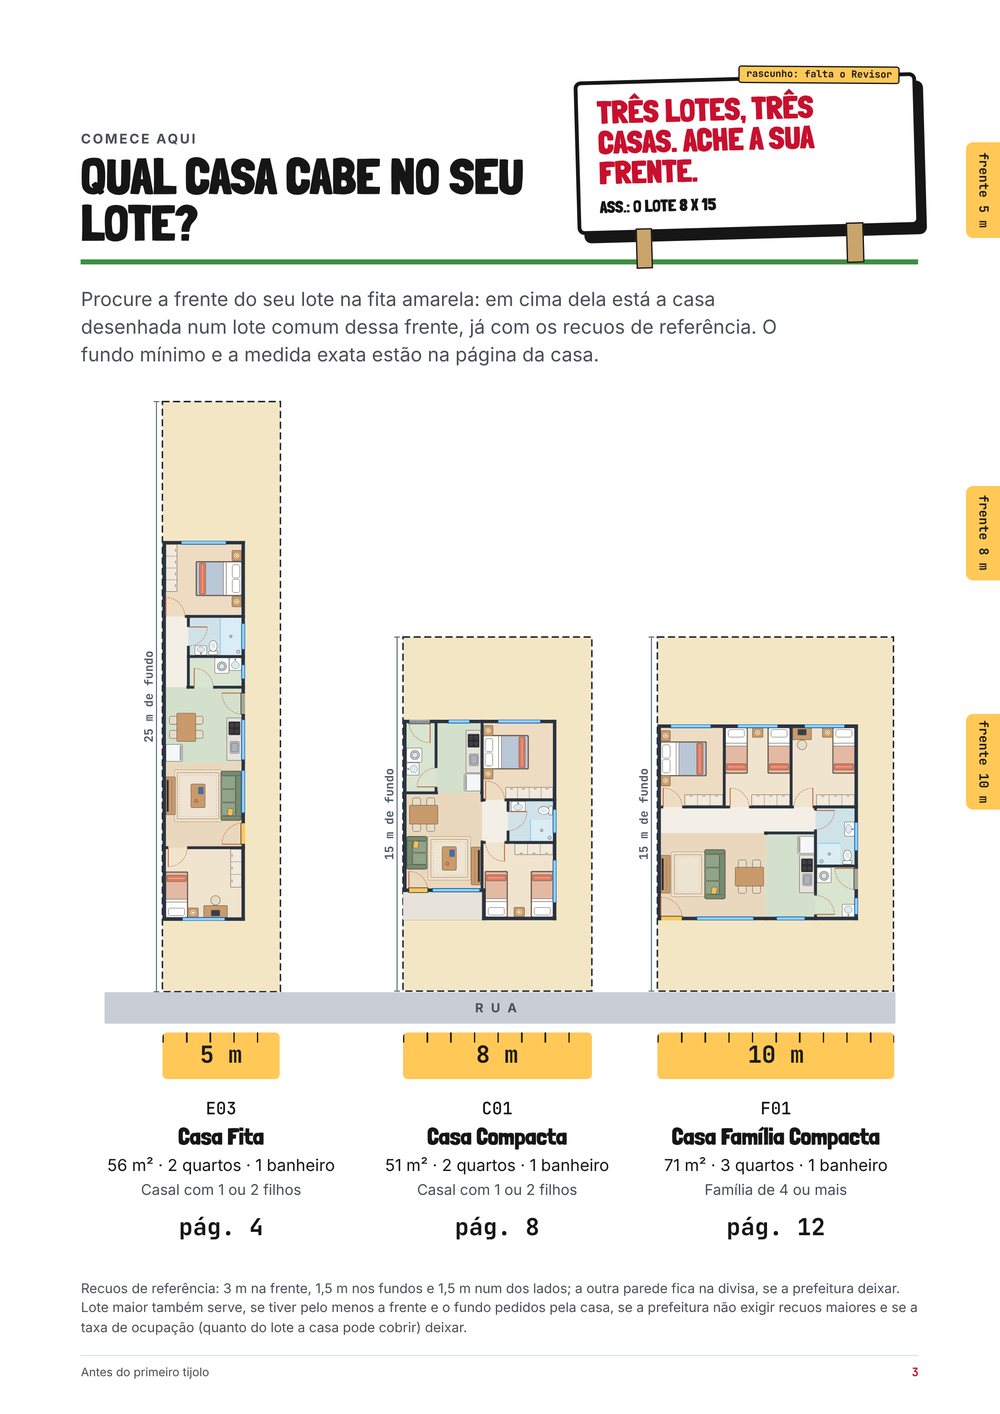 rascunho: falta o Revisor
TRÊS LOTES, TRÊS
CASAS. ACHE A SUA
FRENTE.
ASS.: O LOTE 8 X 15
COMECE AQUI
QUAL CASA CABE NO SEU
LOTE?
frente 5 m
Procure a frente do seu lote na fita amarela: em cima dela está a casa
desenhada num lote comum dessa frente, já com os recuos de referência. O
fundo mínimo e a medida exata estão na página da casa.
frente 8 m
frente 10 m
25 m de fundo
15 m de fundo
15 m de fundo
RUA
5 m
8 m
10 m
E03
Casa Fita
56 m² · 2 quartos · 1 banheiro
Casal com 1 ou 2 filhos
pág. 4
C01
Casa Compacta
51 m² · 2 quartos · 1 banheiro
Casal com 1 ou 2 filhos
pág. 8
F01
Casa Família Compacta
71 m² · 3 quartos · 1 banheiro
Família de 4 ou mais
pág. 12
Recuos de referência: 3 m na frente, 1,5 m nos fundos e 1,5 m num dos lados; a outra parede fica na divisa, se a prefeitura deixar.
Lote maior também serve, se tiver pelo menos a frente e o fundo pedidos pela casa, se a prefeitura não exigir recuos maiores e se a
taxa de ocupação (quanto do lote a casa pode cobrir) deixar.
Antes do primeiro tijolo
3